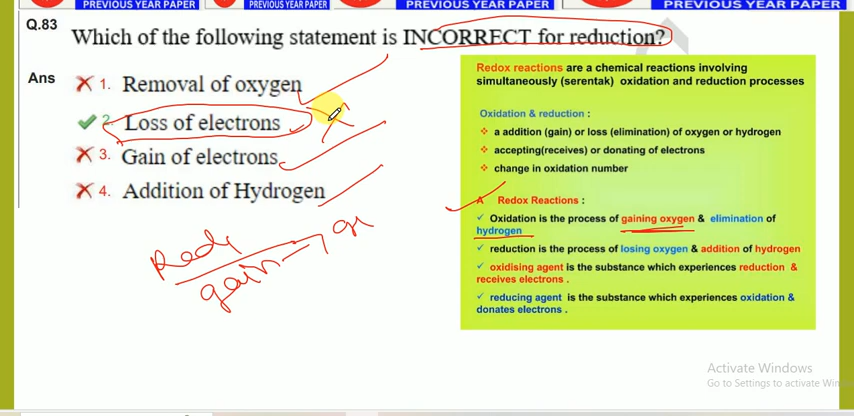 PREVIOUS YEAR PAPER PREVIOUS YEAR PAPER PREVIOUS YEAR PAPER PREVIOUS YEAR PAPER
Q.83
Which of the following statement is INCORRECT for reduction?
Ans
1. Removal of oxygen
2. Loss of electrons
3. Gain of electrons
4. Addition of Hydrogen
Redox reactions are a chemical reactions involving
simultaneously (serentak) oxidation and reduction processes
Oxidation & reduction :
a addition (gain) or loss (elimination) of oxygen or hydrogen
accepting(receives) or donating of electrons
change in oxidation number
A Redox Reactions :
Oxidation is the process of gaining oxygen & elimination of
hydrogen
reduction is the process of losing oxygen & addition of hydrogen
oxidising agent is the substance which experiences reduction &
receives electrons .
reducing agent is the substance which experiences oxidation &
donates electrons .
gain
Activate Windows
Go to Settings to activate Win